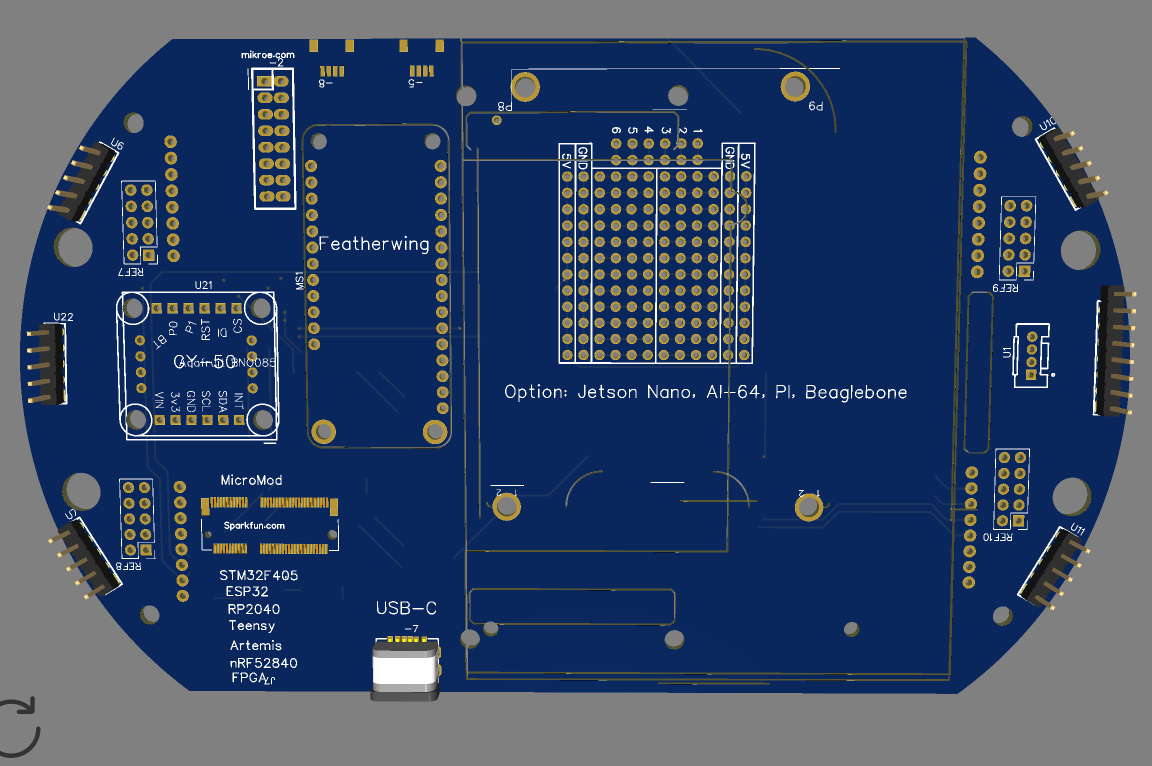 mikroe.com
-2
-8
-5
P8
P9
6 5 4 3 2 1
5V GND
GND 5V
U6
U10
REF7
REF9
Featherwing
MS1
U21
U22
P0 P1 RST DI CS
BT
GY-50
Adafruit BNO085
VIN 3v3 GND SCL SDA INT
U1
Option: Jetson Nano, AI-64, PI, Beaglebone
MicroMod
Sparkfun.com
2 1
2 1
U7
U11
REF8
REF10
STM32F405
ESP32
RP2040
Teensy
Artemis
nRF52840
FPGA
USB-C
-7